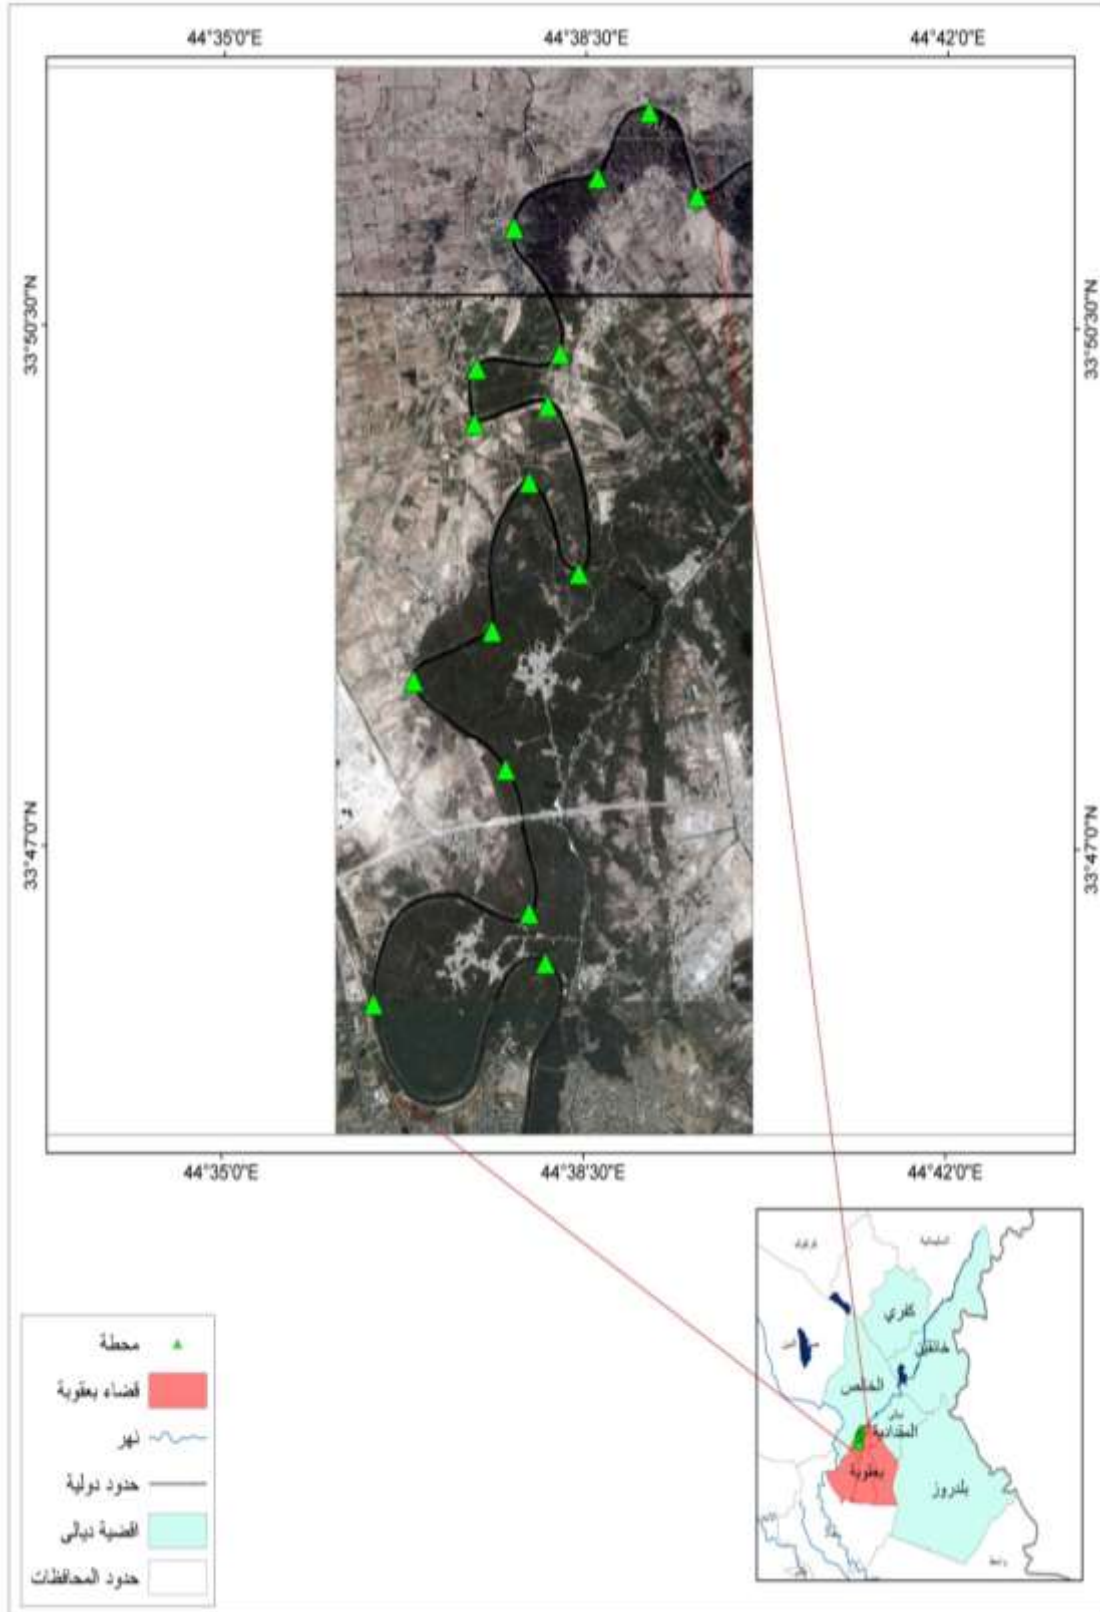 44°35'0"E 44°38'30"E 44°42'0"E
33°50'30"N 33°50'30"N
33°47'0"N 33°47'0"N
44°35'0"E 44°38'30"E 44°42'0"E
السليمانية
كفري
خانقين
الخالص
المقدادية
بعقوبة
بلدروز
محطة
قضاء بعقوبة
نهر
حدود دولية
اقضية ديالى
حدود المحافظات